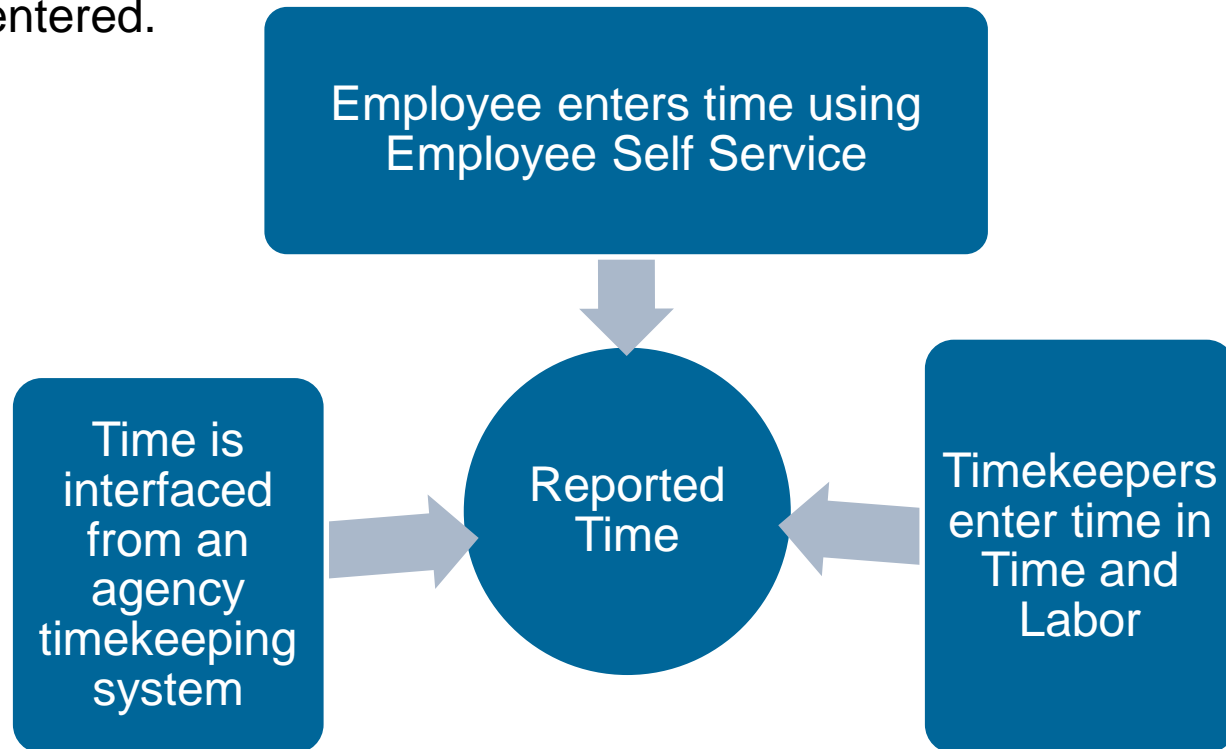 entered.
Employee enters time using
Employee Self Service
Time is
interfaced
from an
agency
timekeeping
system
Reported
Time
Timekeepers
enter time in
Time and
Labor